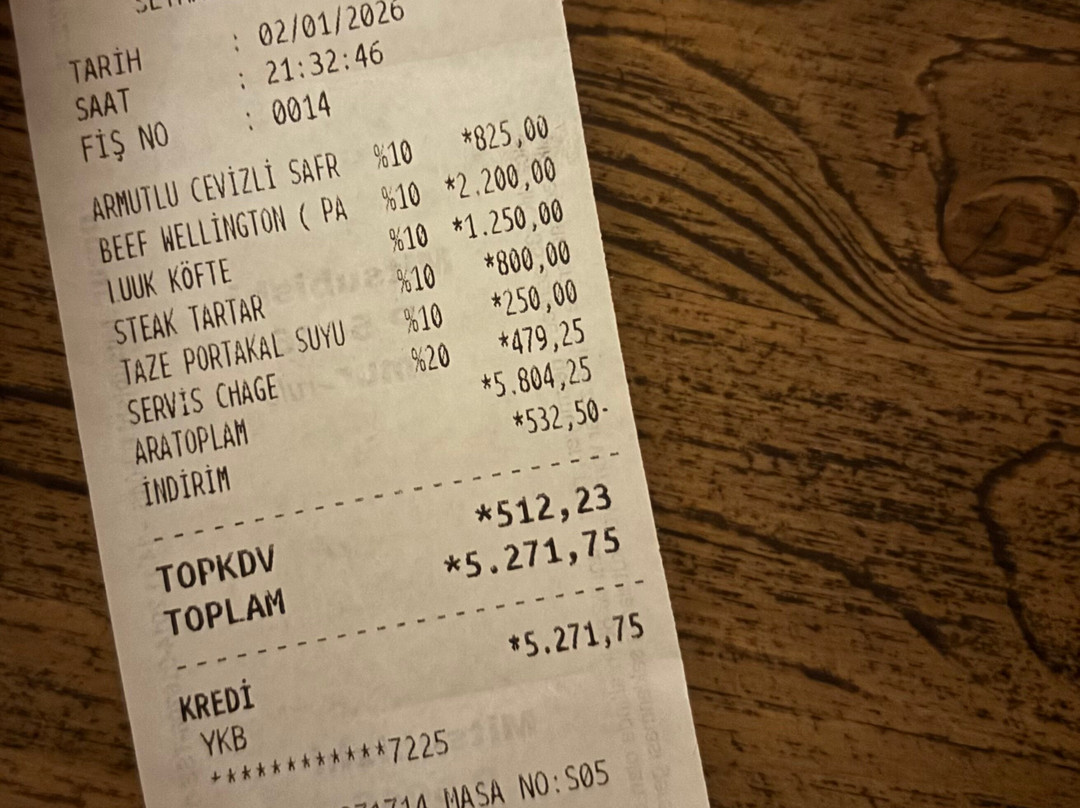 TARİH : 02/01/2026
SAAT : 21:32:46
FİŞ NO : 0014
ARMUTLU CEVİZLİ SAFR %10 *825,00
BEEF WELLİNGTON ( PA %10 *2.200,00
KÖFTE %10 *1.250,00
STEAK TARTAR %10 *800,00
TAZE PORTAKAL SUYU %10 *250,00
SERVİS CHAGE %20 *479,25
ARATOPLAM *5.804,25
İNDİRİM *532,50-
TOPKDV *512,23
TOPLAM *5.271,75
KREDİ *5.271,75
YKB
************7225
MASA NO:S05